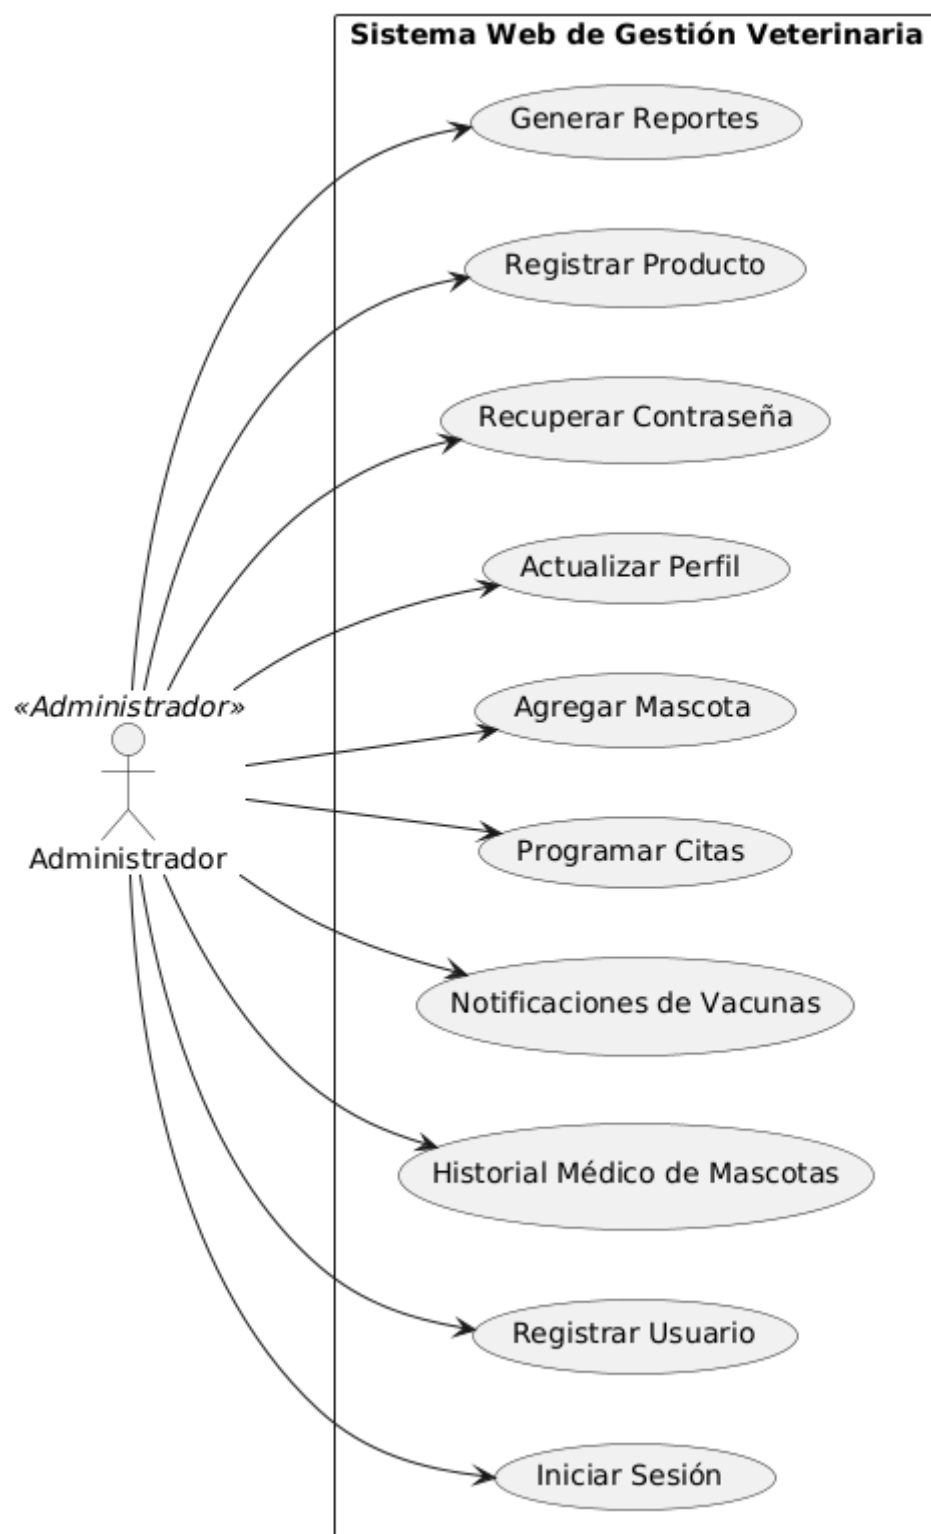 Sistema Web de Gestión Veterinaria
Generar Reportes
Registrar Producto
Recuperar Contraseña
Actualizar Perfil
«Administrador»
Agregar Mascota
Programar Citas
Administrador
Notificaciones de Vacunas
Historial Médico de Mascotas
Registrar Usuario
Iniciar Sesión